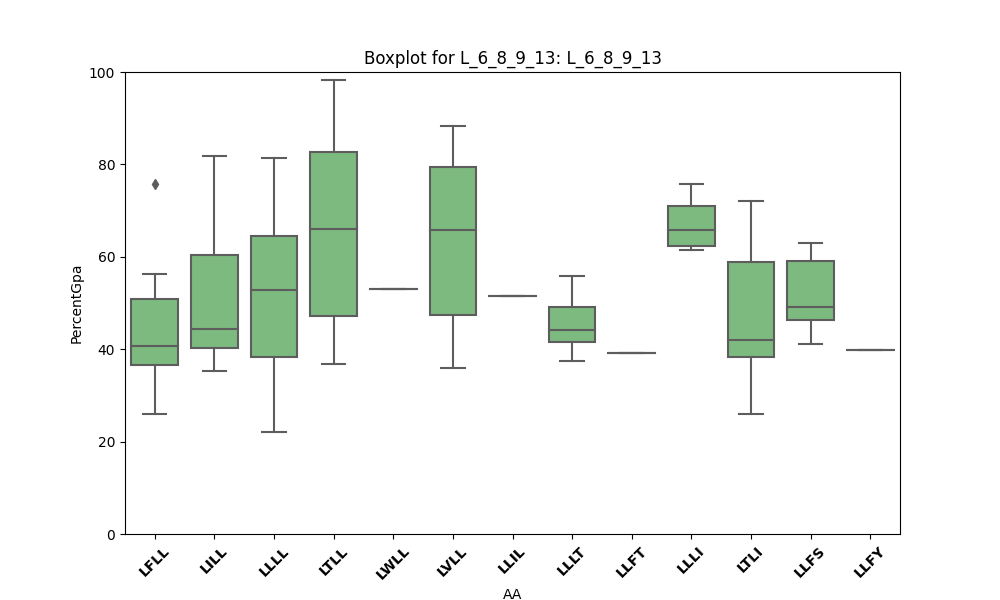 Boxplot for L_6_8_9_13: L_6_8_9_13
100
80
60
40
20
0
PercentGpa
LFLL LILL LLLL LTLL LWLL LVLL LLIL LLLT LLFT LLLI LTLI LLFS LLFY
AA